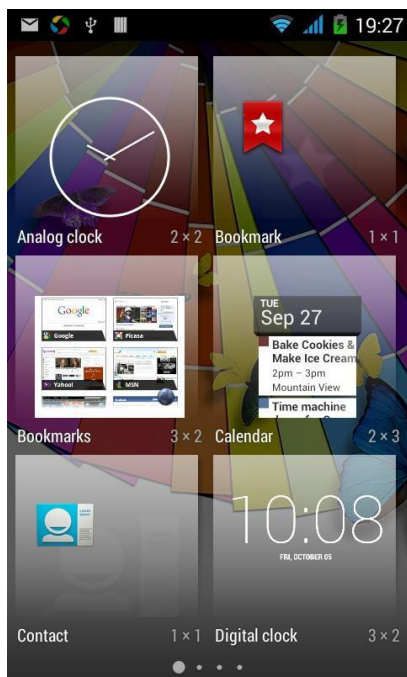 19:27
Analog clock 2 × 2
Bookmark 1 × 1
Google
Google
Picasa
Yahoo!
MSN
Bookmarks 3 × 2
TUE
Sep 27
Bake Cookies &
Make Ice Cream
2pm – 3pm
Mountain View
Time machine
Calendar 2 × 3
Contact 1 × 1
10:08
FRI, OCTOBER 05
Digital clock 3 × 2